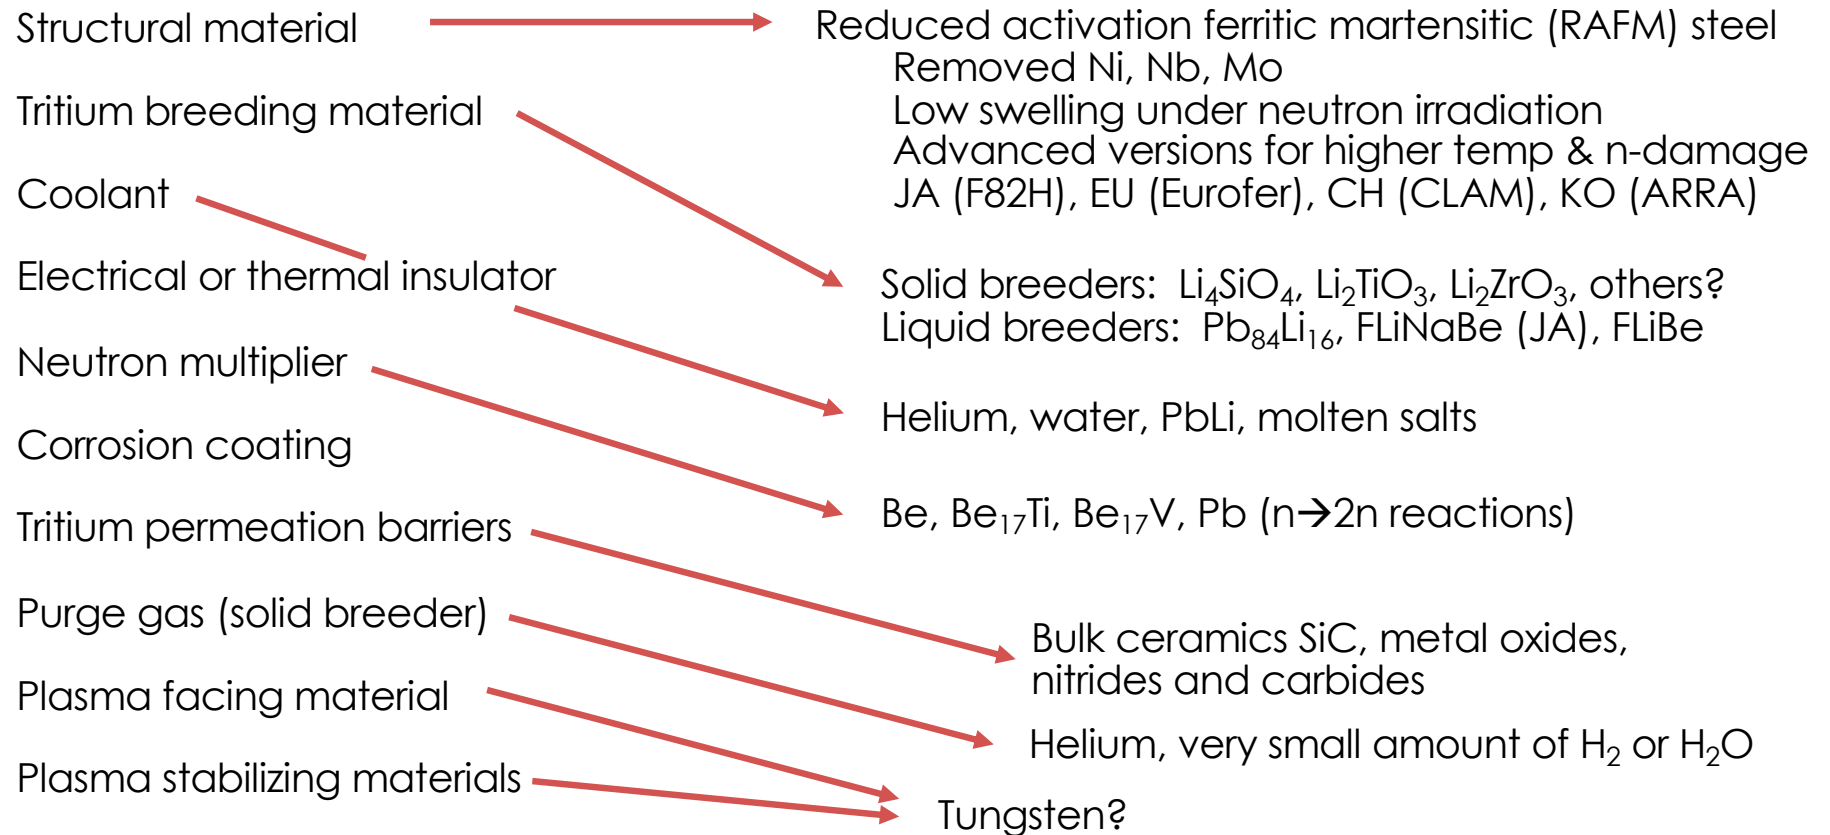 Structural material
Tritium breeding material
Coolant
Electrical or thermal insulator
Neutron multiplier
Corrosion coating
Tritium permeation barriers
Purge gas (solid breeder)
Plasma facing material
Plasma stabilizing materials
Reduced activation ferritic martensitic (RAFM) steel
Removed Ni, Nb, Mo
Low swelling under neutron irradiation
Advanced versions for higher temp & n-damage
JA (F82H), EU (Eurofer), CH (CLAM), KO (ARRA)
Solid breeders: Li₄SiO₄, Li₂TiO₃, Li₂ZrO₃, others?
Liquid breeders: Pb₈₄Li₁₆, FLiNaBe (JA), FLiBe
Helium, water, PbLi, molten salts
Be, Be₁₇Ti, Be₁₇V, Pb (n→2n reactions)
Bulk ceramics SiC, metal oxides,
nitrides and carbides
Helium, very small amount of H₂ or H₂O
Tungsten?